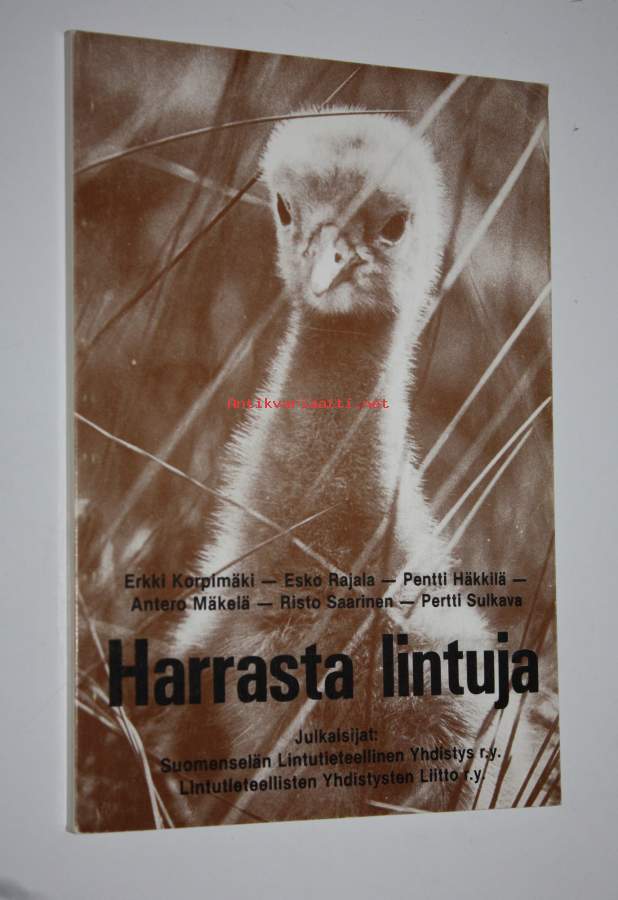 Antikvariaatti.net
Erkki Korpimäki — Esko Rajala — Pentti Häkkilä —
Antero Mäkelä — Risto Saarinen — Pertti Sulkava
Harrasta lintuja
Julkaisijat:
Suomenselän Lintutieteellinen Yhdistys r.y.
Lintutieteellisten Yhdistysten Liitto r.y.